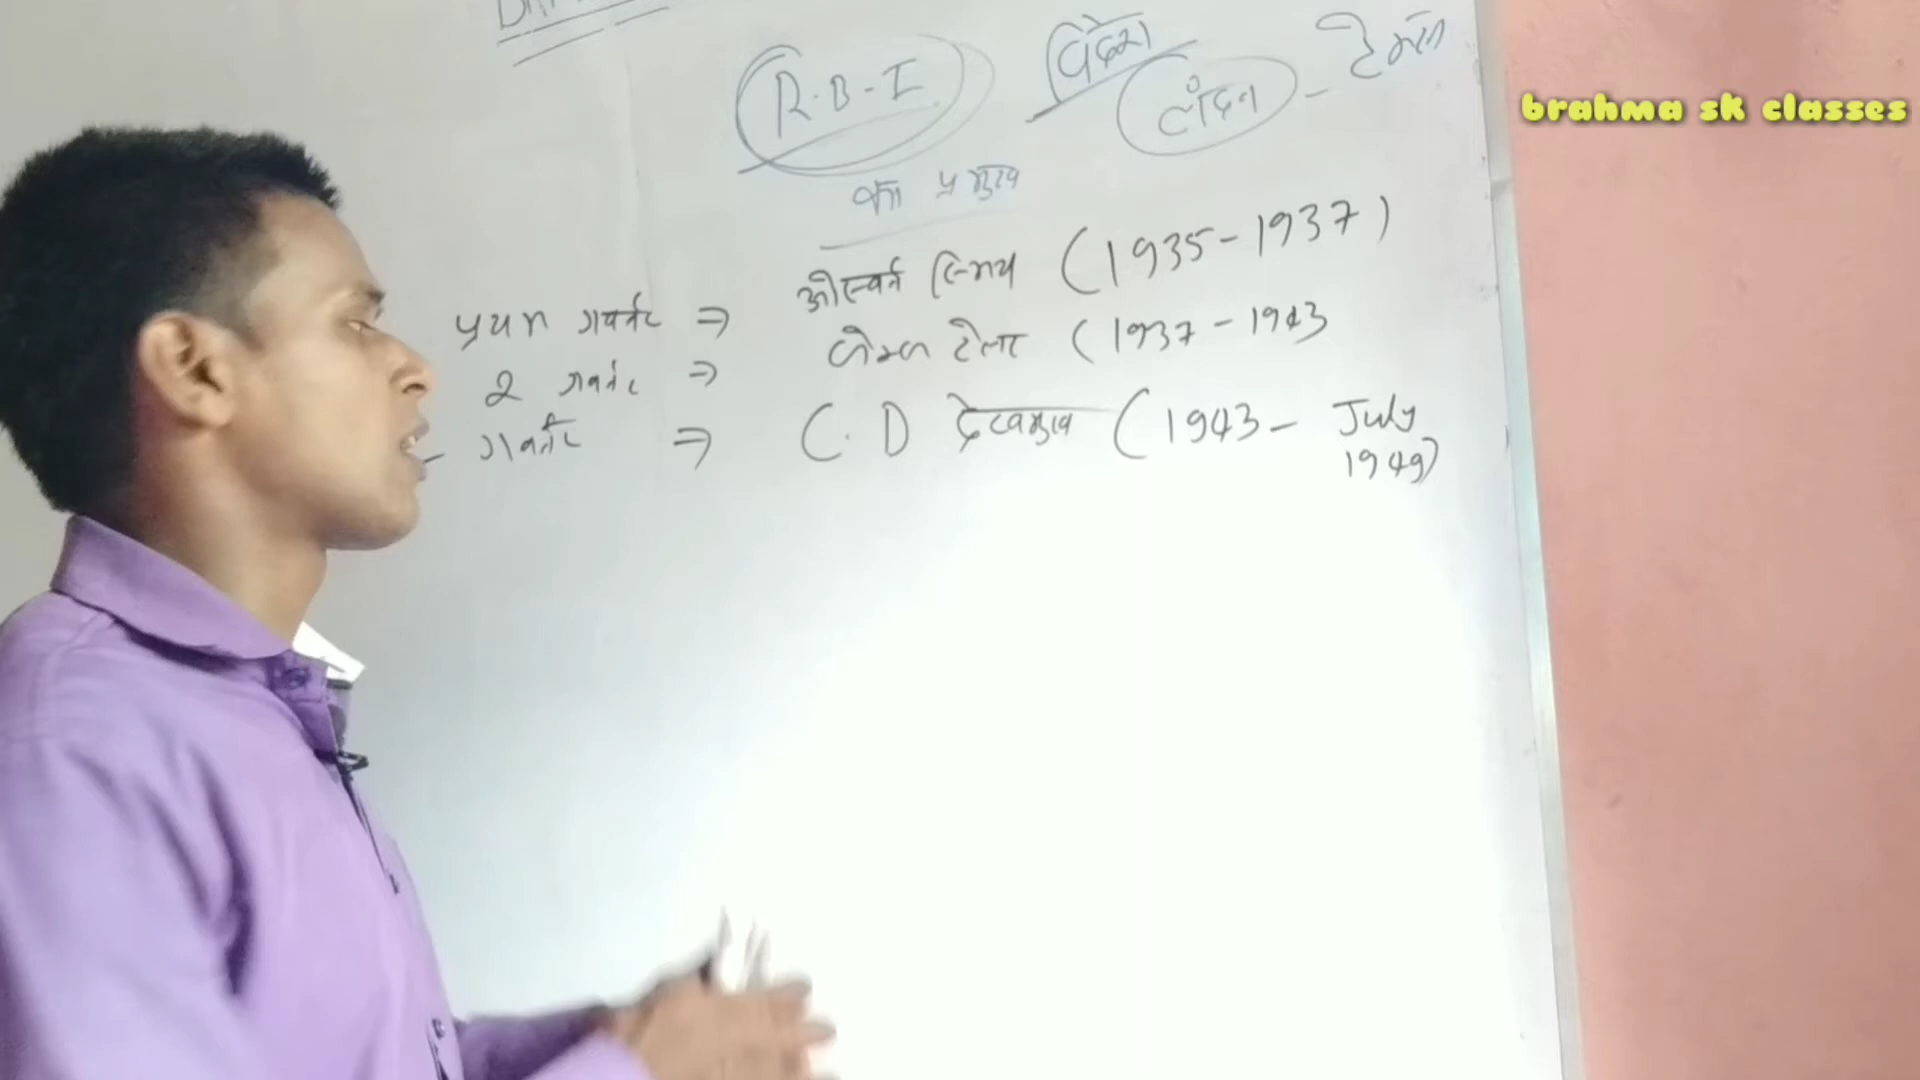 R.B.I विदेश
लंदन - टेम्स
का प्रमुख
प्रथम गवर्नर ⇒ ओस्बर्न स्मिथ (1935-1937)
2 गवर्नर ⇒ जेम्स टेलर (1937-1943
- गवर्नर ⇒ C.D देशमुख (1943- July
1949)
brahma sk classes